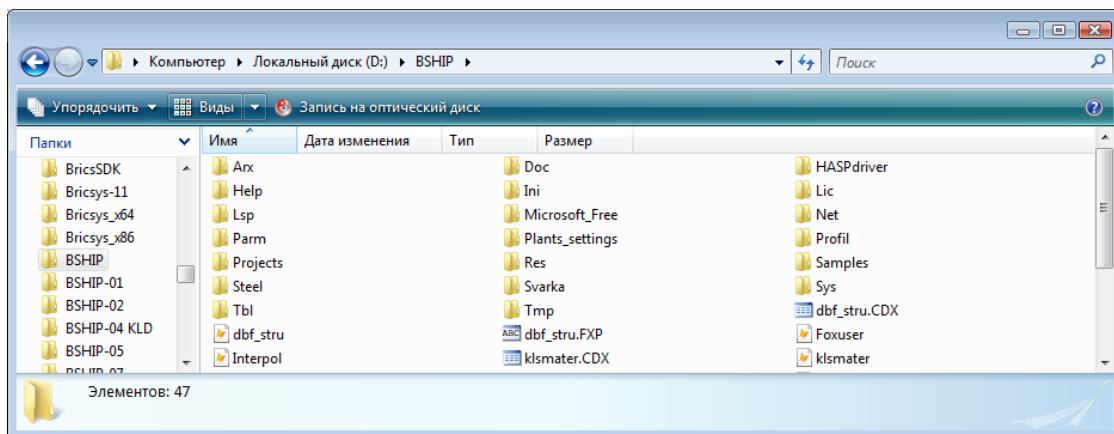 Компьютер Локальный диск (D:) BSHIP Поиск
Упорядочить Виды Запись на оптический диск
Папки Имя Дата изменения Тип Размер
BricsSDK Arx Doc HASPdriver
Bricsys-11 Help Ini Lic
Bricsys_x64 Lsp Microsoft_Free Net
Bricsys_x86 Parm Plants_settings Profil
BSHIP Projects Res Samples
BSHIP-01 Steel Svarka Sys
BSHIP-02 Tbl Tmp dbf_stru.CDX
BSHIP-04 KLD dbf_stru ABC dbf_stru.FXP Foxuser
BSHIP-05 Interpol klsmater.CDX klsmater
BSHIP-07
Элементов: 47